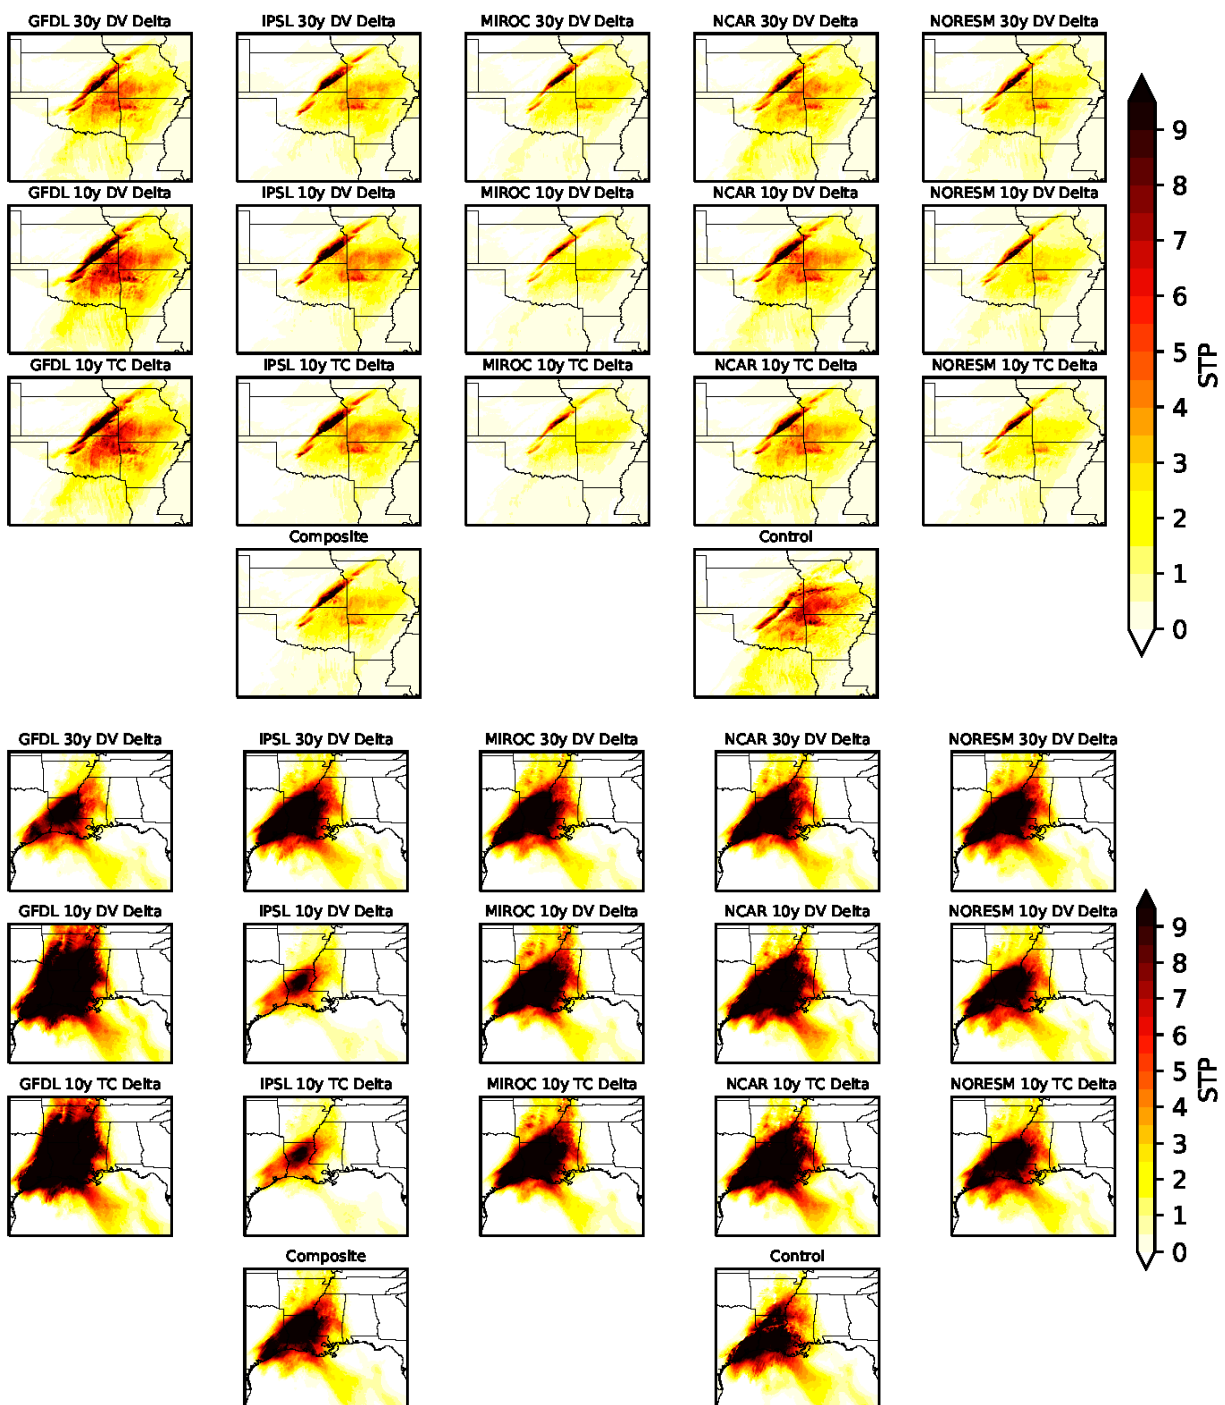 GFDL 30y DV Delta IPSL 30y DV Delta MIROC 30y DV Delta NCAR 30y DV Delta NORESM 30y DV Delta
GFDL 10y DV Delta IPSL 10y DV Delta MIROC 10y DV Delta NCAR 10y DV Delta NORESM 10y DV Delta
GFDL 10y TC Delta IPSL 10y TC Delta MIROC 10y TC Delta NCAR 10y TC Delta NORESM 10y TC Delta
Composite Control
9
8
7
6
5
4
3
2
1
0
STP
GFDL 30y DV Delta IPSL 30y DV Delta MIROC 30y DV Delta NCAR 30y DV Delta NORESM 30y DV Delta
GFDL 10y DV Delta IPSL 10y DV Delta MIROC 10y DV Delta NCAR 10y DV Delta NORESM 10y DV Delta
GFDL 10y TC Delta IPSL 10y TC Delta MIROC 10y TC Delta NCAR 10y TC Delta NORESM 10y TC Delta
Composite Control
9
8
7
6
5
4
3
2
1
0
STP